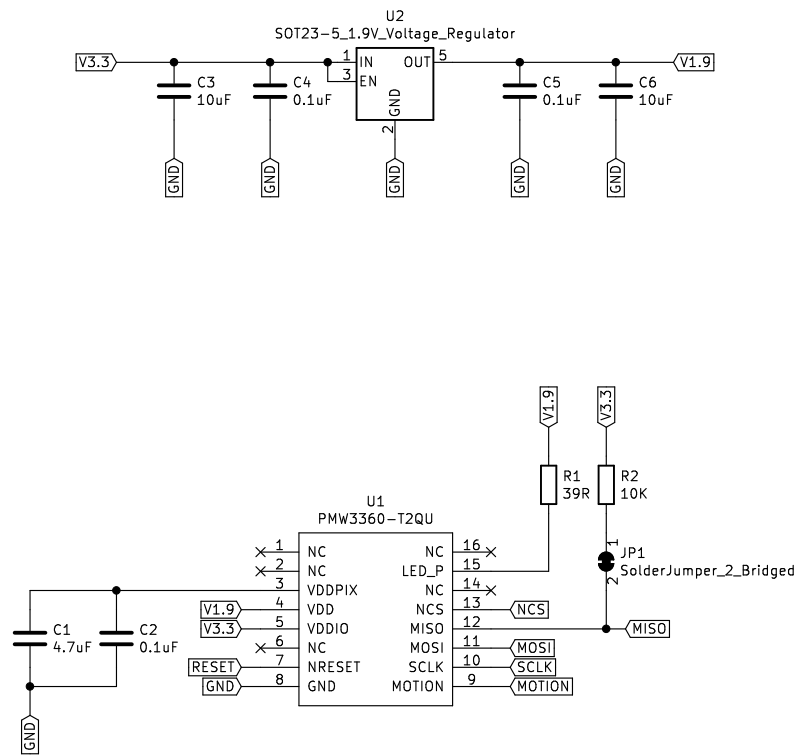 U2
SOT23-5_1.9V_Voltage_Regulator
V3.3
C3
10uF
C4
0.1uF
1
IN
3
EN
OUT
5
GND
2
C5
0.1uF
C6
10uF
V1.9
GND
GND
GND
GND
GND
V1.9
V3.3
R1
39R
R2
10K
U1
PMW3360-T2QU
1
JP1
SolderJumper_2_Bridged
2
1 NC NC 16
2 NC LED_P 15
3 VDDPIX NC 14
V1.9 4 VDD NCS 13 NCS
V3.3 5 VDDIO MISO 12 MISO
6 NC MOSI 11 MOSI
RESET 7 NRESET SCLK 10 SCLK
GND 8 GND MOTION 9 MOTION
C1
4.7uF
C2
0.1uF
GND